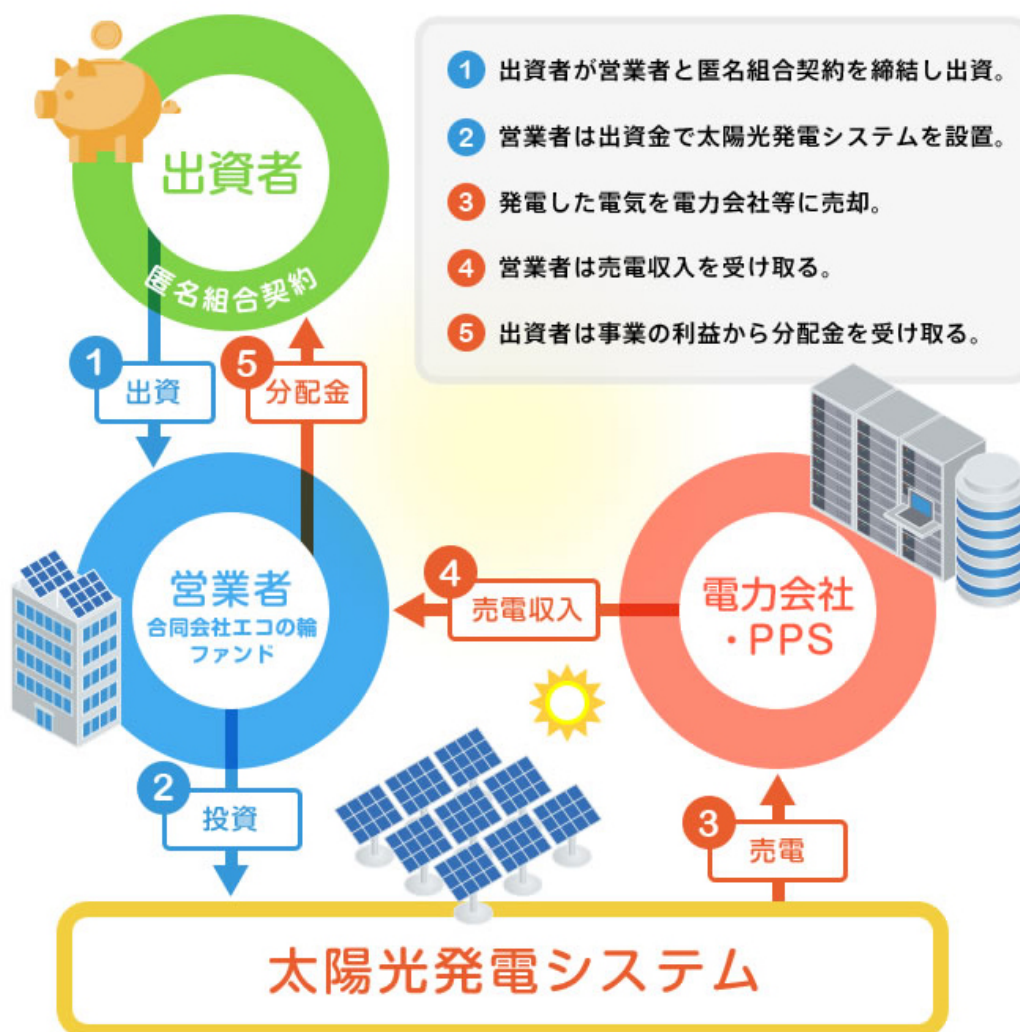 出資者
匿名組合契約
1 出資者が営業者と匿名組合契約を締結し出資。
2 営業者は出資金で太陽光発電システムを設置。
3 発電した電気を電力会社等に売却。
4 営業者は売電収入を受け取る。
5 出資者は事業の利益から分配金を受け取る。
1
出資
5
分配金
営業者
合同会社エコの輪
ファンド
4
売電収入
電力会社
・PPS
2
投資
3
売電
太陽光発電システム